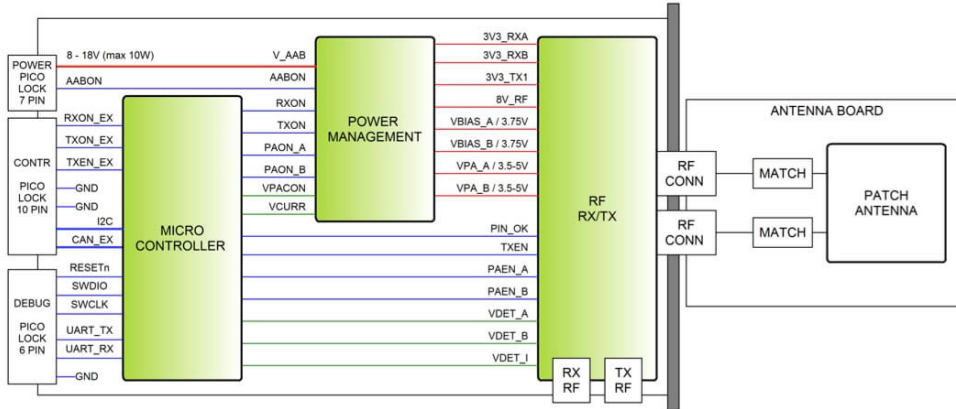 POWER
PICO
LOCK
7 PIN
8 - 18V (max 10W)
V_AAB
AABON
AABON
CONTR
PICO
LOCK
10 PIN
RXON_EX
TXON_EX
TXEN_EX
GND
GND
I2C
CAN_EX
DEBUG
PICO
LOCK
6 PIN
RESETn
SWDIO
SWCLK
UART_TX
UART_RX
GND
MICRO
CONTROLLER
RXON
TXON
PAON_A
PAON_B
VPACON
VCURR
POWER
MANAGEMENT
3V3_RXA
3V3_RXB
3V3_TX1
8V_RF
VBIAS_A / 3.75V
VBIAS_B / 3.75V
VPA_A / 3.5-5V
VPA_B / 3.5-5V
PIN_OK
TXEN
PAEN_A
PAEN_B
VDET_A
VDET_B
VDET_I
RF
RX/TX
RX
RF
TX
RF
ANTENNA BOARD
RF
CONN
MATCH
RF
CONN
MATCH
PATCH
ANTENNA